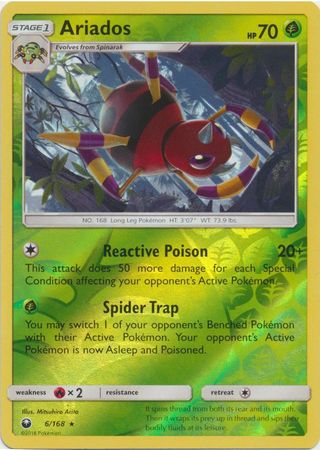 STAGE 1
Ariados
HP 70
Evolves from Spinarak
NO. 168 Long Leg Pokémon HT: 3'07" WT: 73.9 lbs.
Reactive Poison 20+
This attack does 50 more damage for each Special
Condition affecting your opponent's Active Pokémon.
Spider Trap
You may switch 1 of your opponent's Benched Pokémon
with their Active Pokémon. Your opponent's Active
Pokémon is now Asleep and Poisoned.
weakness ×2 resistance retreat
Illus. Mitsuhiro Arita
6/168
©2018 Pokémon
It spins thread from both its rear and its mouth.
Then it wraps its prey up in thread and sips their
bodily fluids at its leisure.